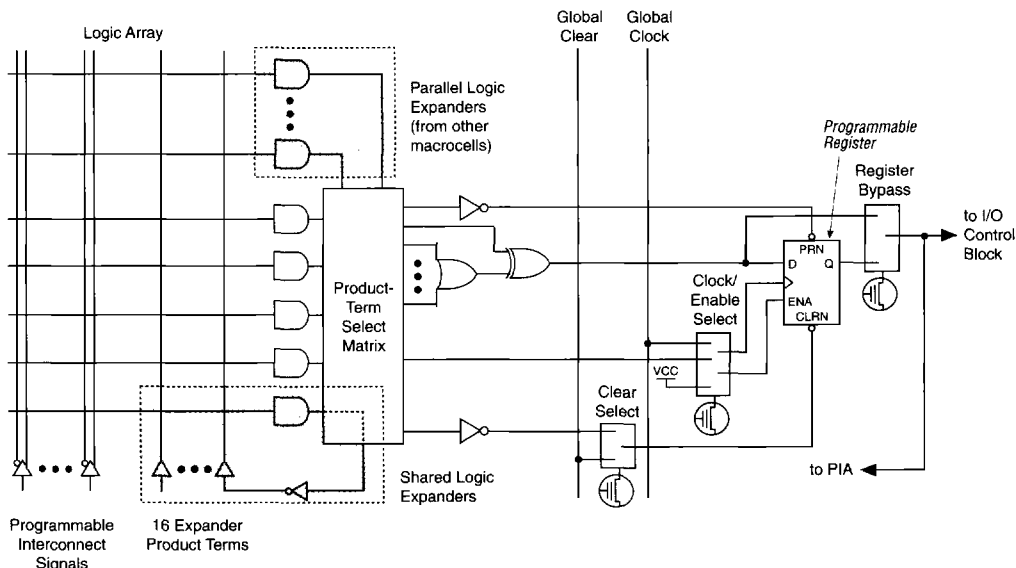 Logic Array
Global
Clear
Global
Clock
Parallel Logic
Expanders
(from other
macrocells)
Programmable
Register
Register
Bypass
to I/O
Control
Block
PRN
D
Q
ENA
CLRN
Clock/
Enable
Select
Product-
Term
Select
Matrix
VCC
Clear
Select
Shared Logic
Expanders
to PIA
Programmable
Interconnect
Signals
16 Expander
Product Terms